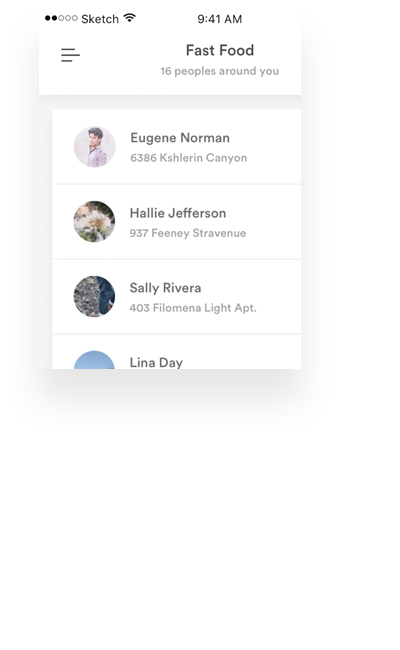 Sketch 9:41 AM
Fast Food
16 peoples around you
Eugene Norman
6386 Kshlerin Canyon
Hallie Jefferson
937 Feeney Stravenue
Sally Rivera
403 Filomena Light Apt.
Lina Day